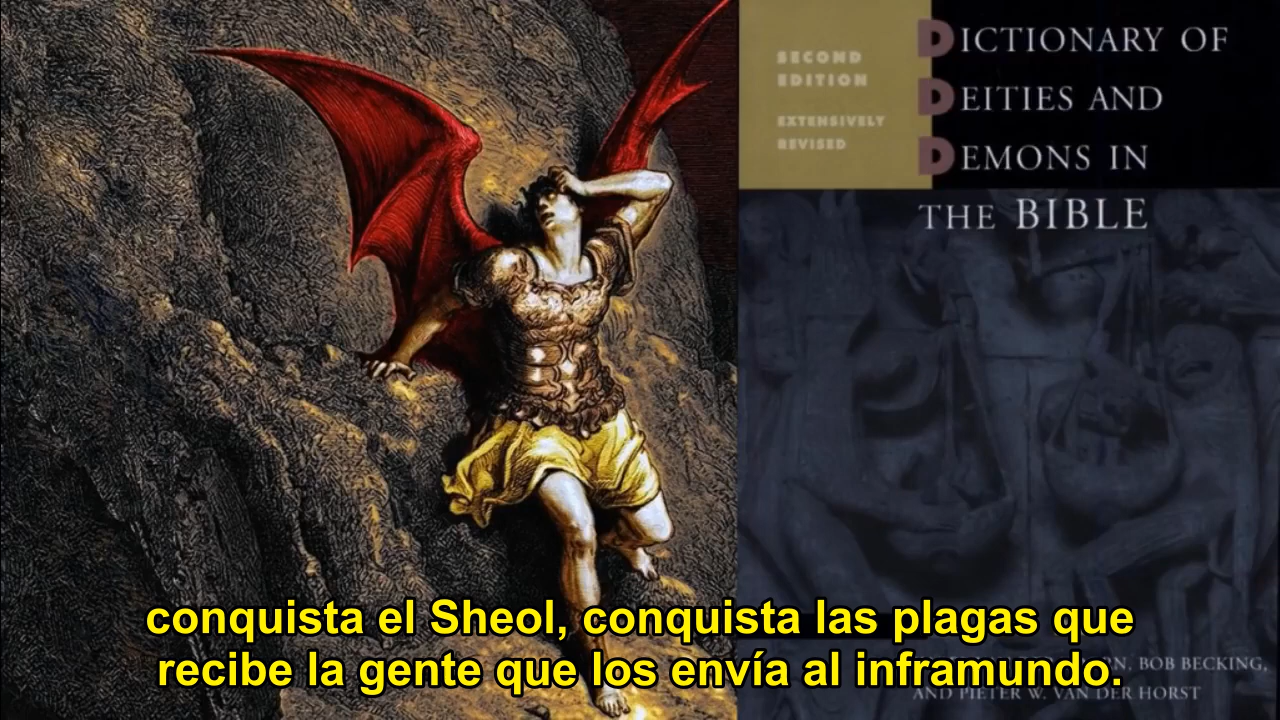 SECOND
EDITION
EXTENSIVELY
REVISED
DICTIONARY OF
DEITIES AND
DEMONS IN
THE BIBLE
conquista el Sheol, conquista las plagas que
recibe la gente que los envía al inframundo.
BOB BECKING,
AND PIETER W. VAN DER HORST